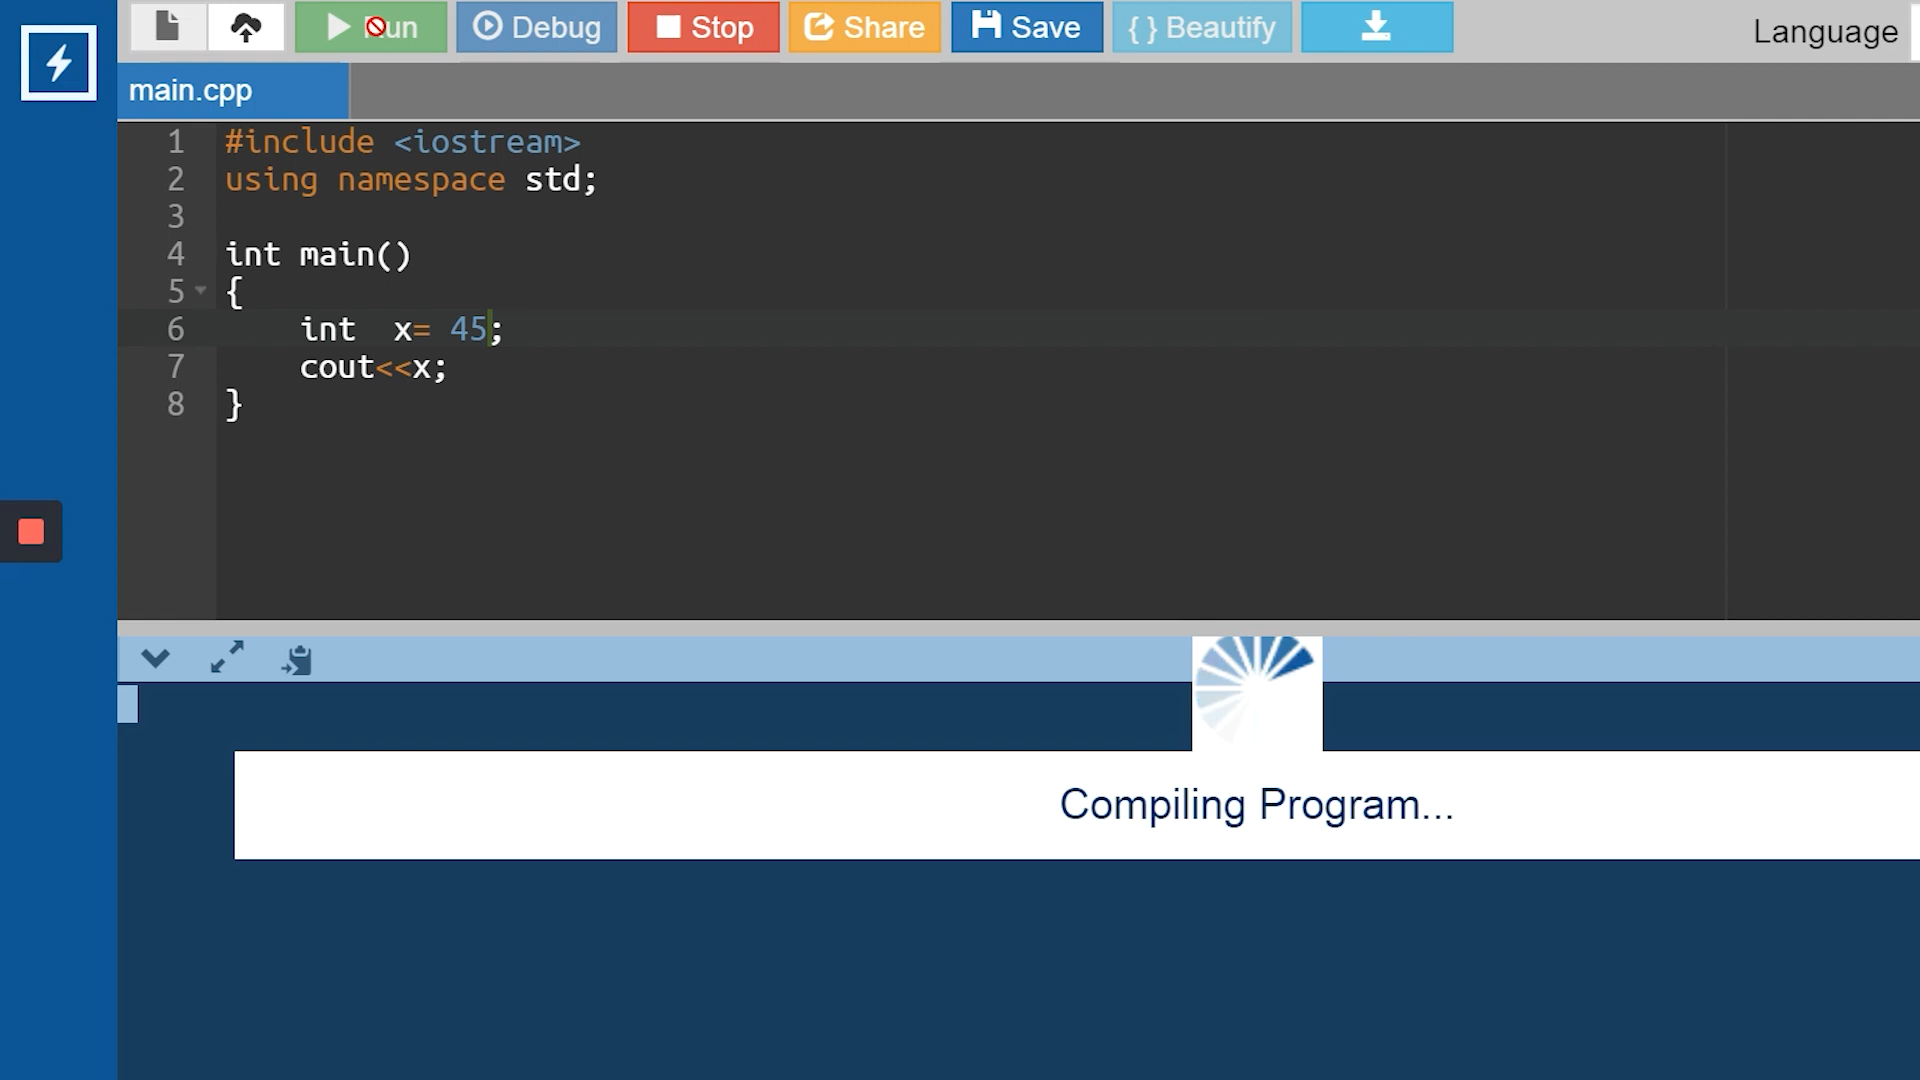 Run Debug Stop Share Save { } Beautify Language
main.cpp
1 #include <iostream>
2 using namespace std;
3
4 int main()
5 {
6 int  x= 45;
7 cout<<x;
8 }
Compiling Program...